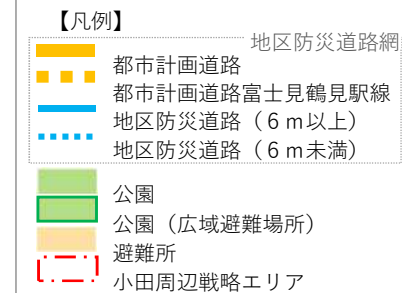 【凡例】
地区防災道路網
都市計画道路
都市計画道路富士見鶴見駅線
地区防災道路（６ｍ以上）
地区防災道路（６ｍ未満）
公園
公園（広域避難場所）
避難所
小田周辺戦略エリア